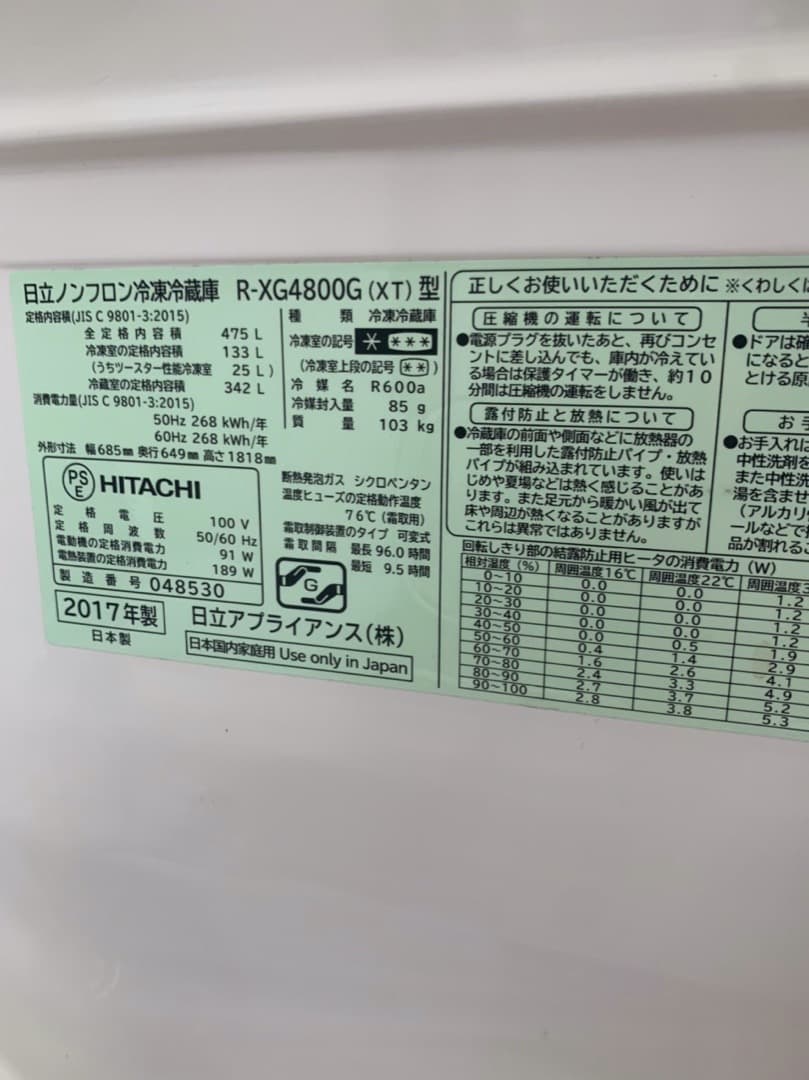 日立ノンフロン冷凍冷蔵庫 R-XG4800G(XT)型
定格内容積(JIS C 9801-3:2015)
全定格内容積 475 L
冷凍室の定格内容積 133 L
(うちツースター性能冷凍室 25 L)
冷蔵室の定格内容積 342 L
消費電力量(JIS C 9801-3:2015)
50Hz 268 kWh/年
60Hz 268 kWh/年
外形寸法 幅685mm 奥行649mm 高さ1818mm
種類 冷凍冷蔵庫
冷凍室の記号 * ***
(冷凍室上段の記号 **)
冷媒名 R600a
冷媒封入量 85 g
質量 103 kg
PSE HITACHI
定格電圧 100 V
定格周波数 50/60 Hz
電動機の定格消費電力 91 W
電熱装置の定格消費電力 189 W
製造番号 048530
2017年製
日本製
断熱発泡ガス シクロペンタン
温度ヒューズの定格動作温度
76℃(霜取用)
霜取制御装置のタイプ 可変式
霜取間隔 最長 96.0 時間
最短 9.5 時間
G
日立アプライアンス(株)
日本国内家庭用 Use only in Japan
正しくお使いいただくために ※くわしくは
圧縮機の運転について
●電源プラグを抜いたあと、再びコンセ
ントに差し込んでも、庫内が冷えてい
る場合は保護タイマーが働き、約10
分間は圧縮機の運転をしません。
露付防止と放熱について
●冷蔵庫の前面や側面などに放熱器の
一部を利用した露付防止パイプ・放熱
パイプが組み込まれています。使いは
じめや夏場などは熱く感じることがあ
ります。また足元から暖かい風が出て
床や周辺が熱くなることがありますが
これらは異常ではありません。
●ドアは確
になると
とける原
お手
●お手入れは
中性洗剤を
また中性洗
湯を含ませ
(アルカリ
ールなどで
品が割れるこ
回転しきり部の結露防止用ヒータの消費電力(W)
相対湿度(%) 周囲温度16℃ 周囲温度22℃ 周囲温度3
0~10 0.0 0.0 1.2
10~20 0.0 0.0 1.2
20~30 0.0 0.0 1.2
30~40 0.0 0.0 1.2
40~50 0.0 0.0 1.9
50~60 0.0 0.5 2.9
60~70 0.4 1.4 4.1
70~80 1.6 2.6 4.9
80~90 2.4 3.3 5.2
90~100 2.7 3.7 5.3
2.8 3.8